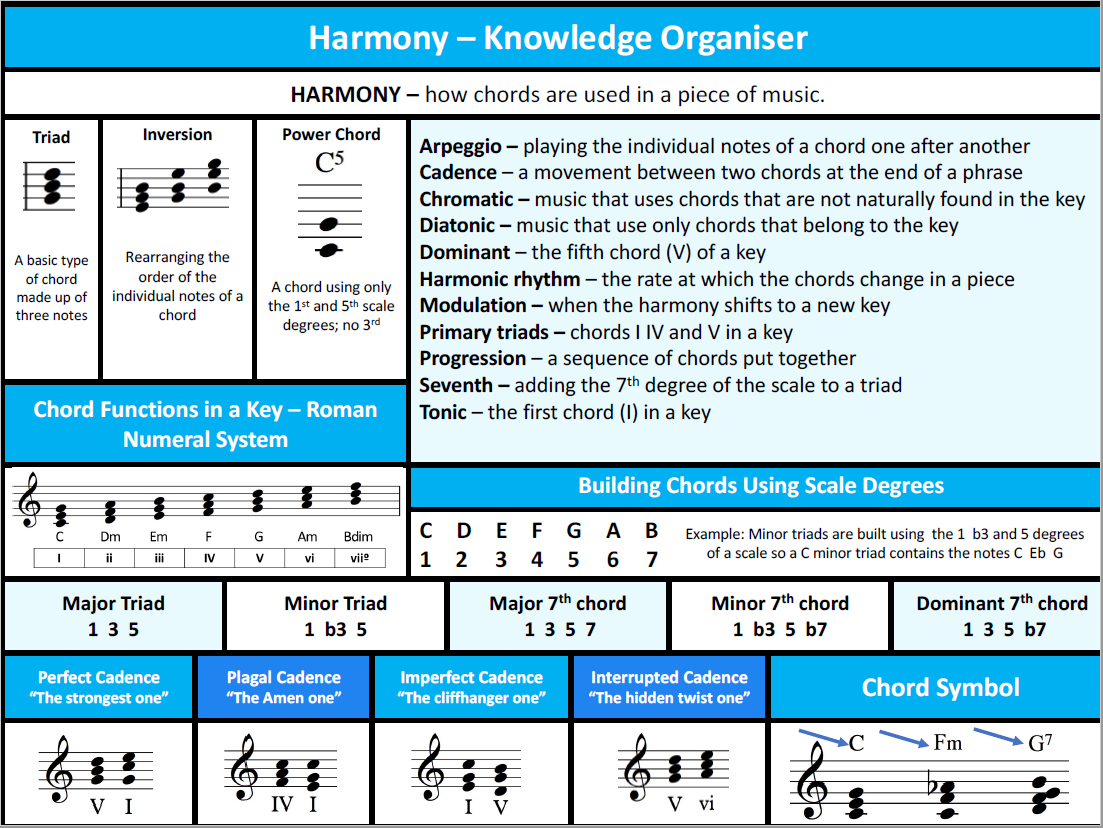 Harmony – Knowledge Organiser
HARMONY – how chords are used in a piece of music.
Triad
A basic type
of chord
made up of
three notes
Inversion
Rearranging the
order of the
individual notes of a
chord
Power Chord
C5
A chord using only
the 1st and 5th scale
degrees; no 3rd
Arpeggio – playing the individual notes of a chord one after another
Cadence – a movement between two chords at the end of a phrase
Chromatic – music that uses chords that are not naturally found in the key
Diatonic – music that use only chords that belong to the key
Dominant – the fifth chord (V) of a key
Harmonic rhythm – the rate at which the chords change in a piece
Modulation – when the harmony shifts to a new key
Primary triads – chords I IV and V in a key
Progression – a sequence of chords put together
Seventh – adding the 7th degree of the scale to a triad
Tonic – the first chord (I) in a key
Chord Functions in a Key – Roman
Numeral System
C Dm Em F G Am Bdim
I ii iii IV V vi viiº
Building Chords Using Scale Degrees
C D E F G A B
1 2 3 4 5 6 7
Example: Minor triads are built using the 1 b3 and 5 degrees
of a scale so a C minor triad contains the notes C Eb G
Major Triad
1 3 5
Minor Triad
1 b3 5
Major 7th chord
1 3 5 7
Minor 7th chord
1 b3 5 b7
Dominant 7th chord
1 3 5 b7
Perfect Cadence
“The strongest one”
V I
Plagal Cadence
“The Amen one”
IV I
Imperfect Cadence
“The cliffhanger one”
I V
Interrupted Cadence
“The hidden twist one”
V vi
Chord Symbol
C Fm G7